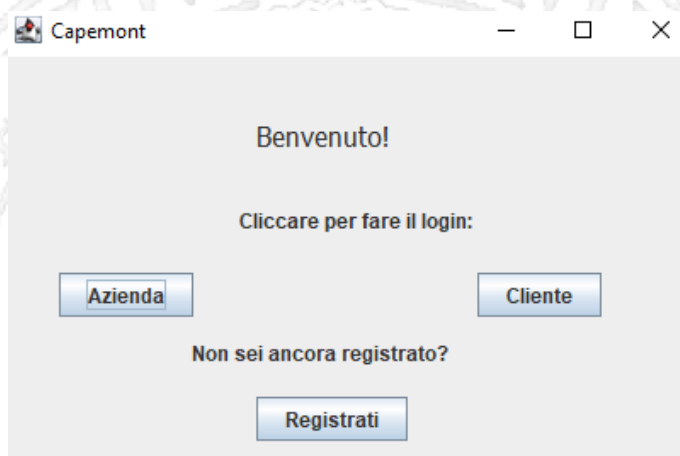 Capemont
Benvenuto!
Cliccare per fare il login:
Azienda
Cliente
Non sei ancora registrato?
Registrati